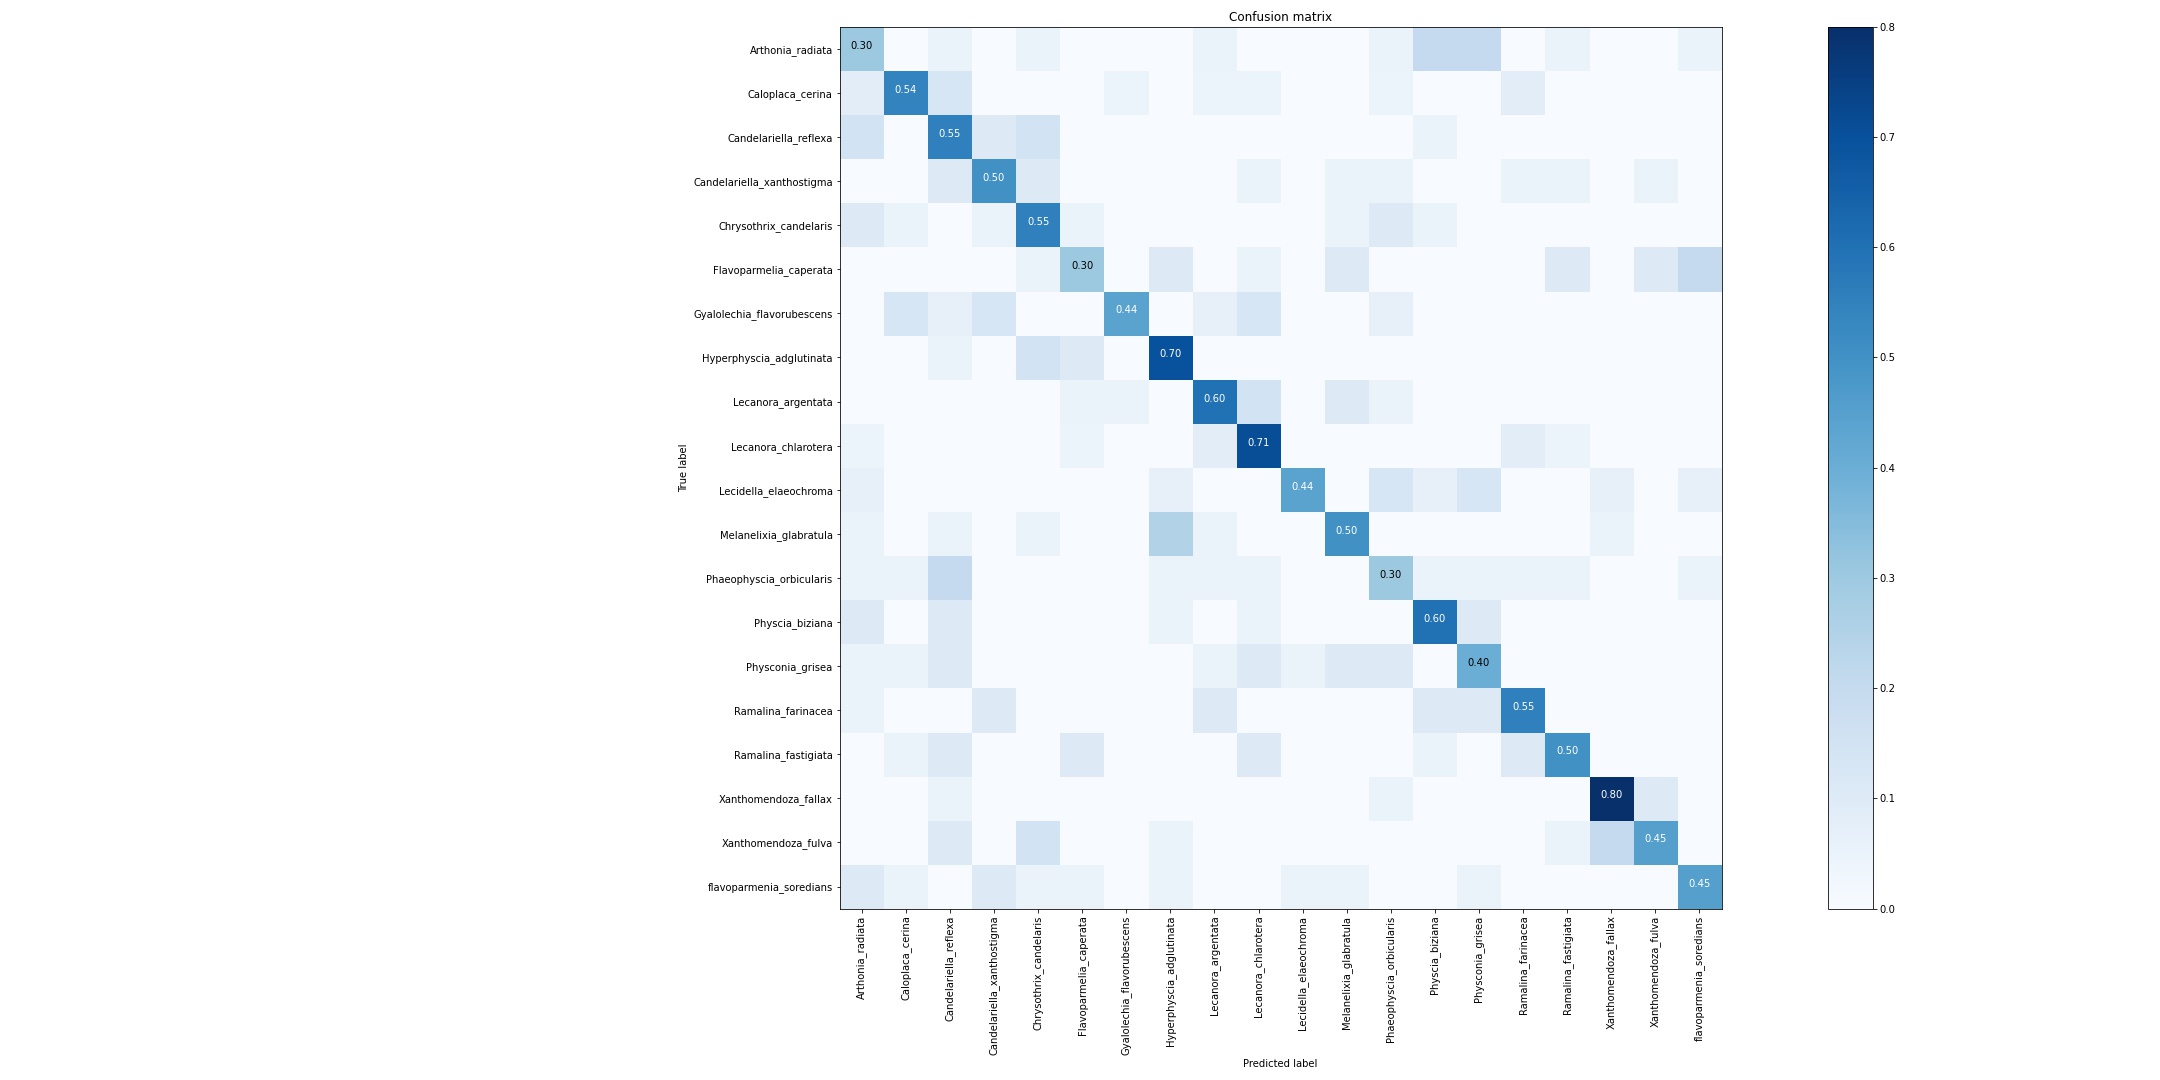 Confusion matrix
Arthonia_radiata
Caloplaca_cerina
Candelariella_reflexa
Candelariella_xanthostigma
Chrysothrix_candelaris
Flavoparmelia_caperata
Gyalolechia_flavorubescens
Hyperphyscia_adglutinata
Lecanora_argentata
Lecanora_chlarotera
Lecidella_elaeochroma
Melanelixia_glabratula
Phaeophyscia_orbicularis
Physcia_biziana
Physconia_grisea
Ramalina_farinacea
Ramalina_fastigiata
Xanthomendoza_fallax
Xanthomendoza_fulva
flavoparmenia_soredians
True label
0.30
0.54
0.55
0.50
0.55
0.30
0.44
0.70
0.60
0.71
0.44
0.50
0.30
0.60
0.40
0.55
0.50
0.80
0.45
0.45
Arthonia_radiata
Caloplaca_cerina
Candelariella_reflexa
Candelariella_xanthostigma
Chrysothrix_candelaris
Flavoparmelia_caperata
Gyalolechia_flavorubescens
Hyperphyscia_adglutinata
Lecanora_argentata
Lecanora_chlarotera
Lecidella_elaeochroma
Melanelixia_glabratula
Phaeophyscia_orbicularis
Physcia_biziana
Physconia_grisea
Ramalina_farinacea
Ramalina_fastigiata
Xanthomendoza_fallax
Xanthomendoza_fulva
flavoparmenia_soredians
Predicted label
0.8
0.7
0.6
0.5
0.4
0.3
0.2
0.1
0.0